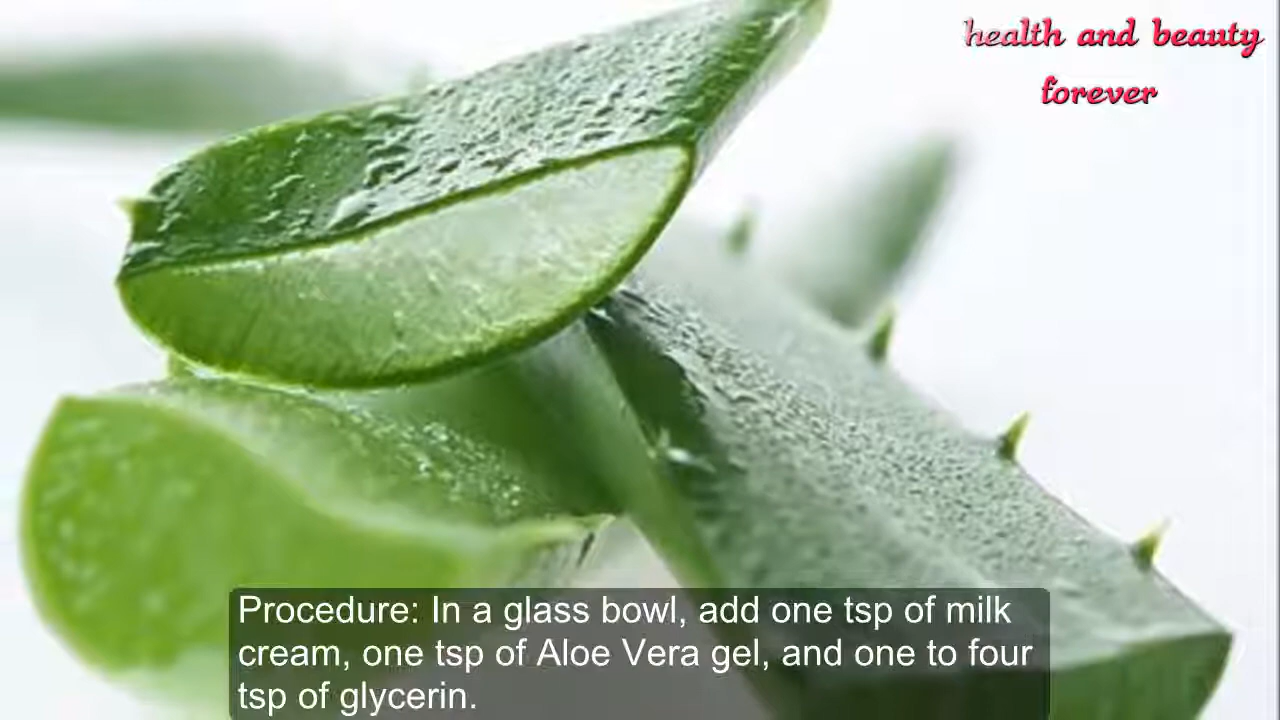 health and beauty
forever
Procedure: In a glass bowl, add one tsp of milk
cream, one tsp of Aloe Vera gel, and one to four
tsp of glycerin.